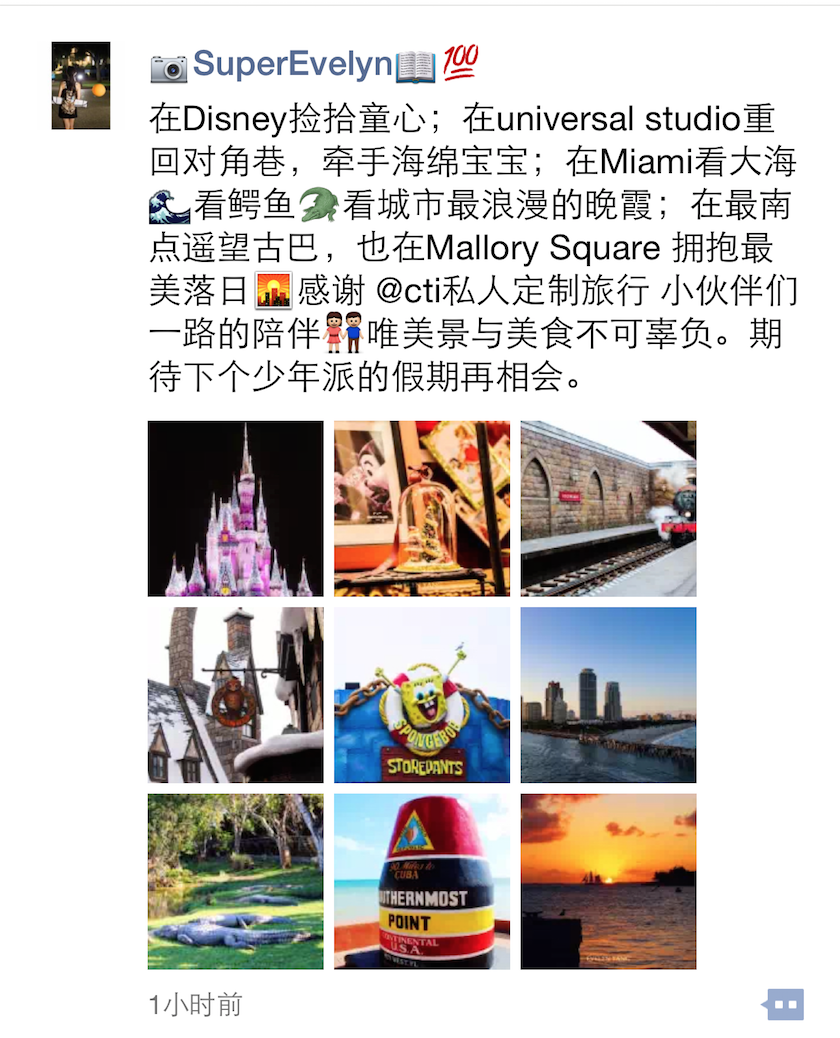 SuperEvelyn
在Disney捡拾童心；在universal studio重
回对角巷，牵手海绵宝宝；在Miami看大海
看鳄鱼看城市最浪漫的晚霞；在最南
点遥望古巴，也在Mallory Square 拥抱最
美落日感谢 @cti私人定制旅行 小伙伴们
一路的陪伴唯美景与美食不可辜负。期
待下个少年派的假期再相会。
SPONGEBOB
STOREPANTS
90 Miles to
CUBA
UTHERNMOST
POINT
CONTINENTAL
U.S.A.
1小时前